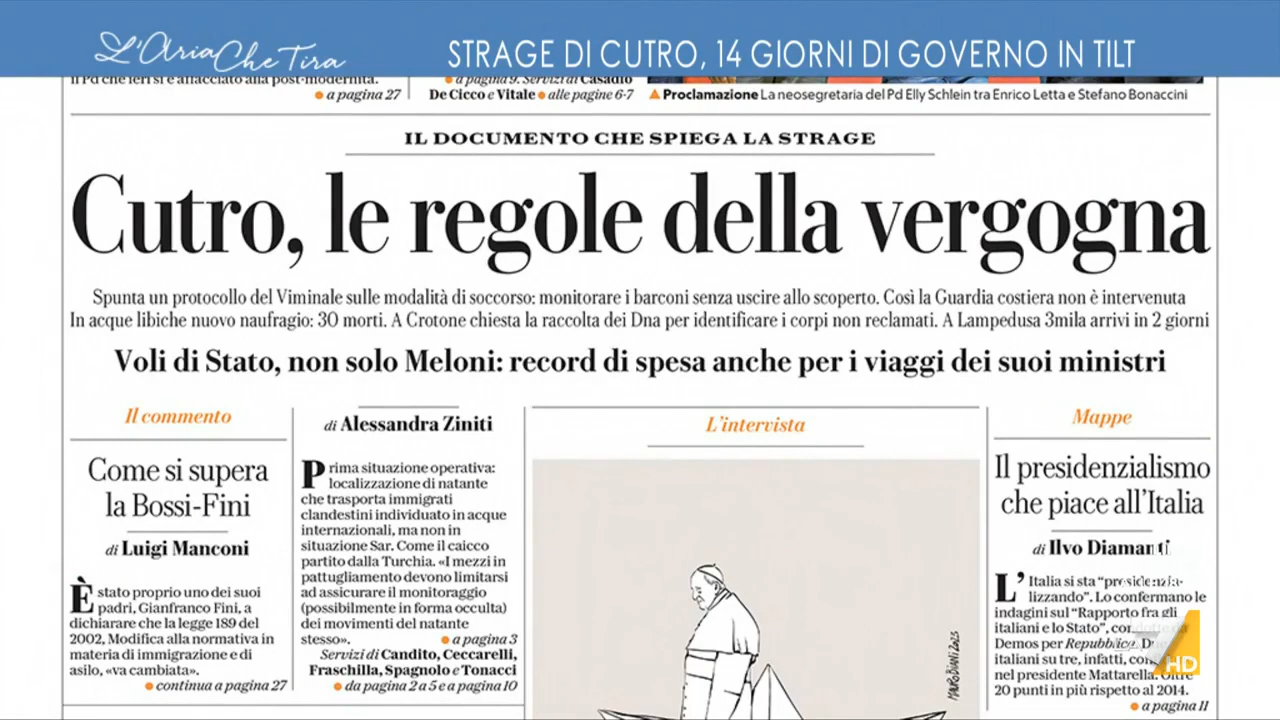 L'Aria Che Tira
STRAGE DI CUTRO, 14 GIORNI DI GOVERNO IN TILT
il Pd che ieri si è affacciato alla post-modernità.
● a pagina 27
● a pagina 9. Servizi di Casadio
De Cicco e Vitale ● alle pagine 6-7
▲ Proclamazione La neosegretaria del Pd Elly Schlein tra Enrico Letta e Stefano Bonaccini
IL DOCUMENTO CHE SPIEGA LA STRAGE
Cutro, le regole della vergogna
Spunta un protocollo del Viminale sulle modalità di soccorso: monitorare i barconi senza uscire allo scoperto. Così la Guardia costiera non è intervenuta
In acque libiche nuovo naufragio: 30 morti. A Crotone chiesta la raccolta dei Dna per identificare i corpi non reclamati. A Lampedusa 3mila arrivi in 2 giorni
Voli di Stato, non solo Meloni: record di spesa anche per i viaggi dei suoi ministri
Il commento
Come si supera
la Bossi-Fini
di Luigi Manconi
È stato proprio uno dei suoi
padri, Gianfranco Fini, a
dichiarare che la legge 189 del
2002, Modifica alla normativa in
materia di immigrazione e di
asilo, «va cambiata».
● continua a pagina 27
di Alessandra Ziniti
Prima situazione operativa:
localizzazione di natante
che trasporta immigrati
clandestini individuato in acque
internazionali, ma non in
situazione Sar. Come il caicco
partito dalla Turchia. «I mezzi in
pattugliamento devono limitarsi
ad assicurare il monitoraggio
(possibilmente in forma occulta)
dei movimenti del natante
stesso».
● a pagina 3
Servizi di Candito, Ceccarelli,
Fraschilla, Spagnolo e Tonacci
● da pagina 2 a 5 e a pagina 10
L'intervista
MAURO BIANI 2023
Mappe
Il presidenzialismo
che piace all'Italia
di Ilvo Diamanti
L'Italia si sta "presidenzia-
lizzando". Lo confermano le
indagini sul "Rapporto fra gli
italiani e lo Stato", condotte da
Demos per Repubblica. Due
italiani su tre, infatti,
nel presidente Mattarella. Oltre
20 punti in più rispetto al 2014.
● a pagina 11
7 HD